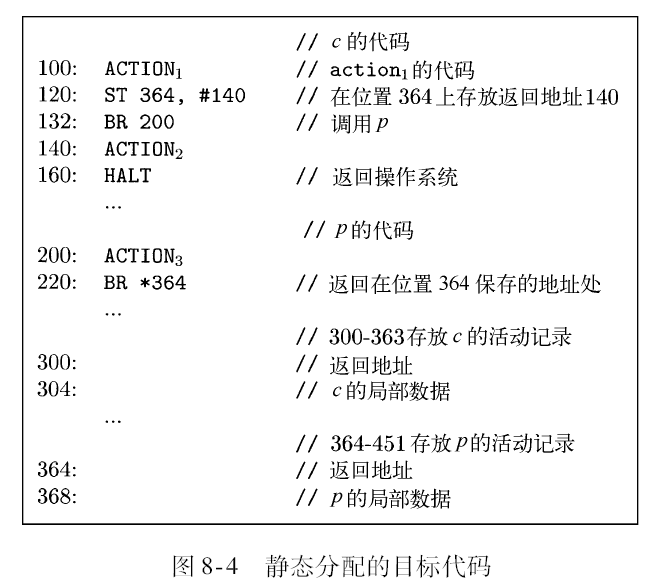 // c 的代码
100: ACTION₁ // action₁的代码
120: ST 364, #140 // 在位置 364 上存放返回地址140
132: BR 200 // 调用p
140: ACTION₂
160: HALT // 返回操作系统
...
// p的代码
200: ACTION₃
220: BR *364 // 返回在位置 364 保存的地址处
...
// 300-363存放 c 的活动记录
300: // 返回地址
304: // c的局部数据
...
// 364-451 存放p的活动记录
364: // 返回地址
368: // p的局部数据
图 8-4 静态分配的目标代码